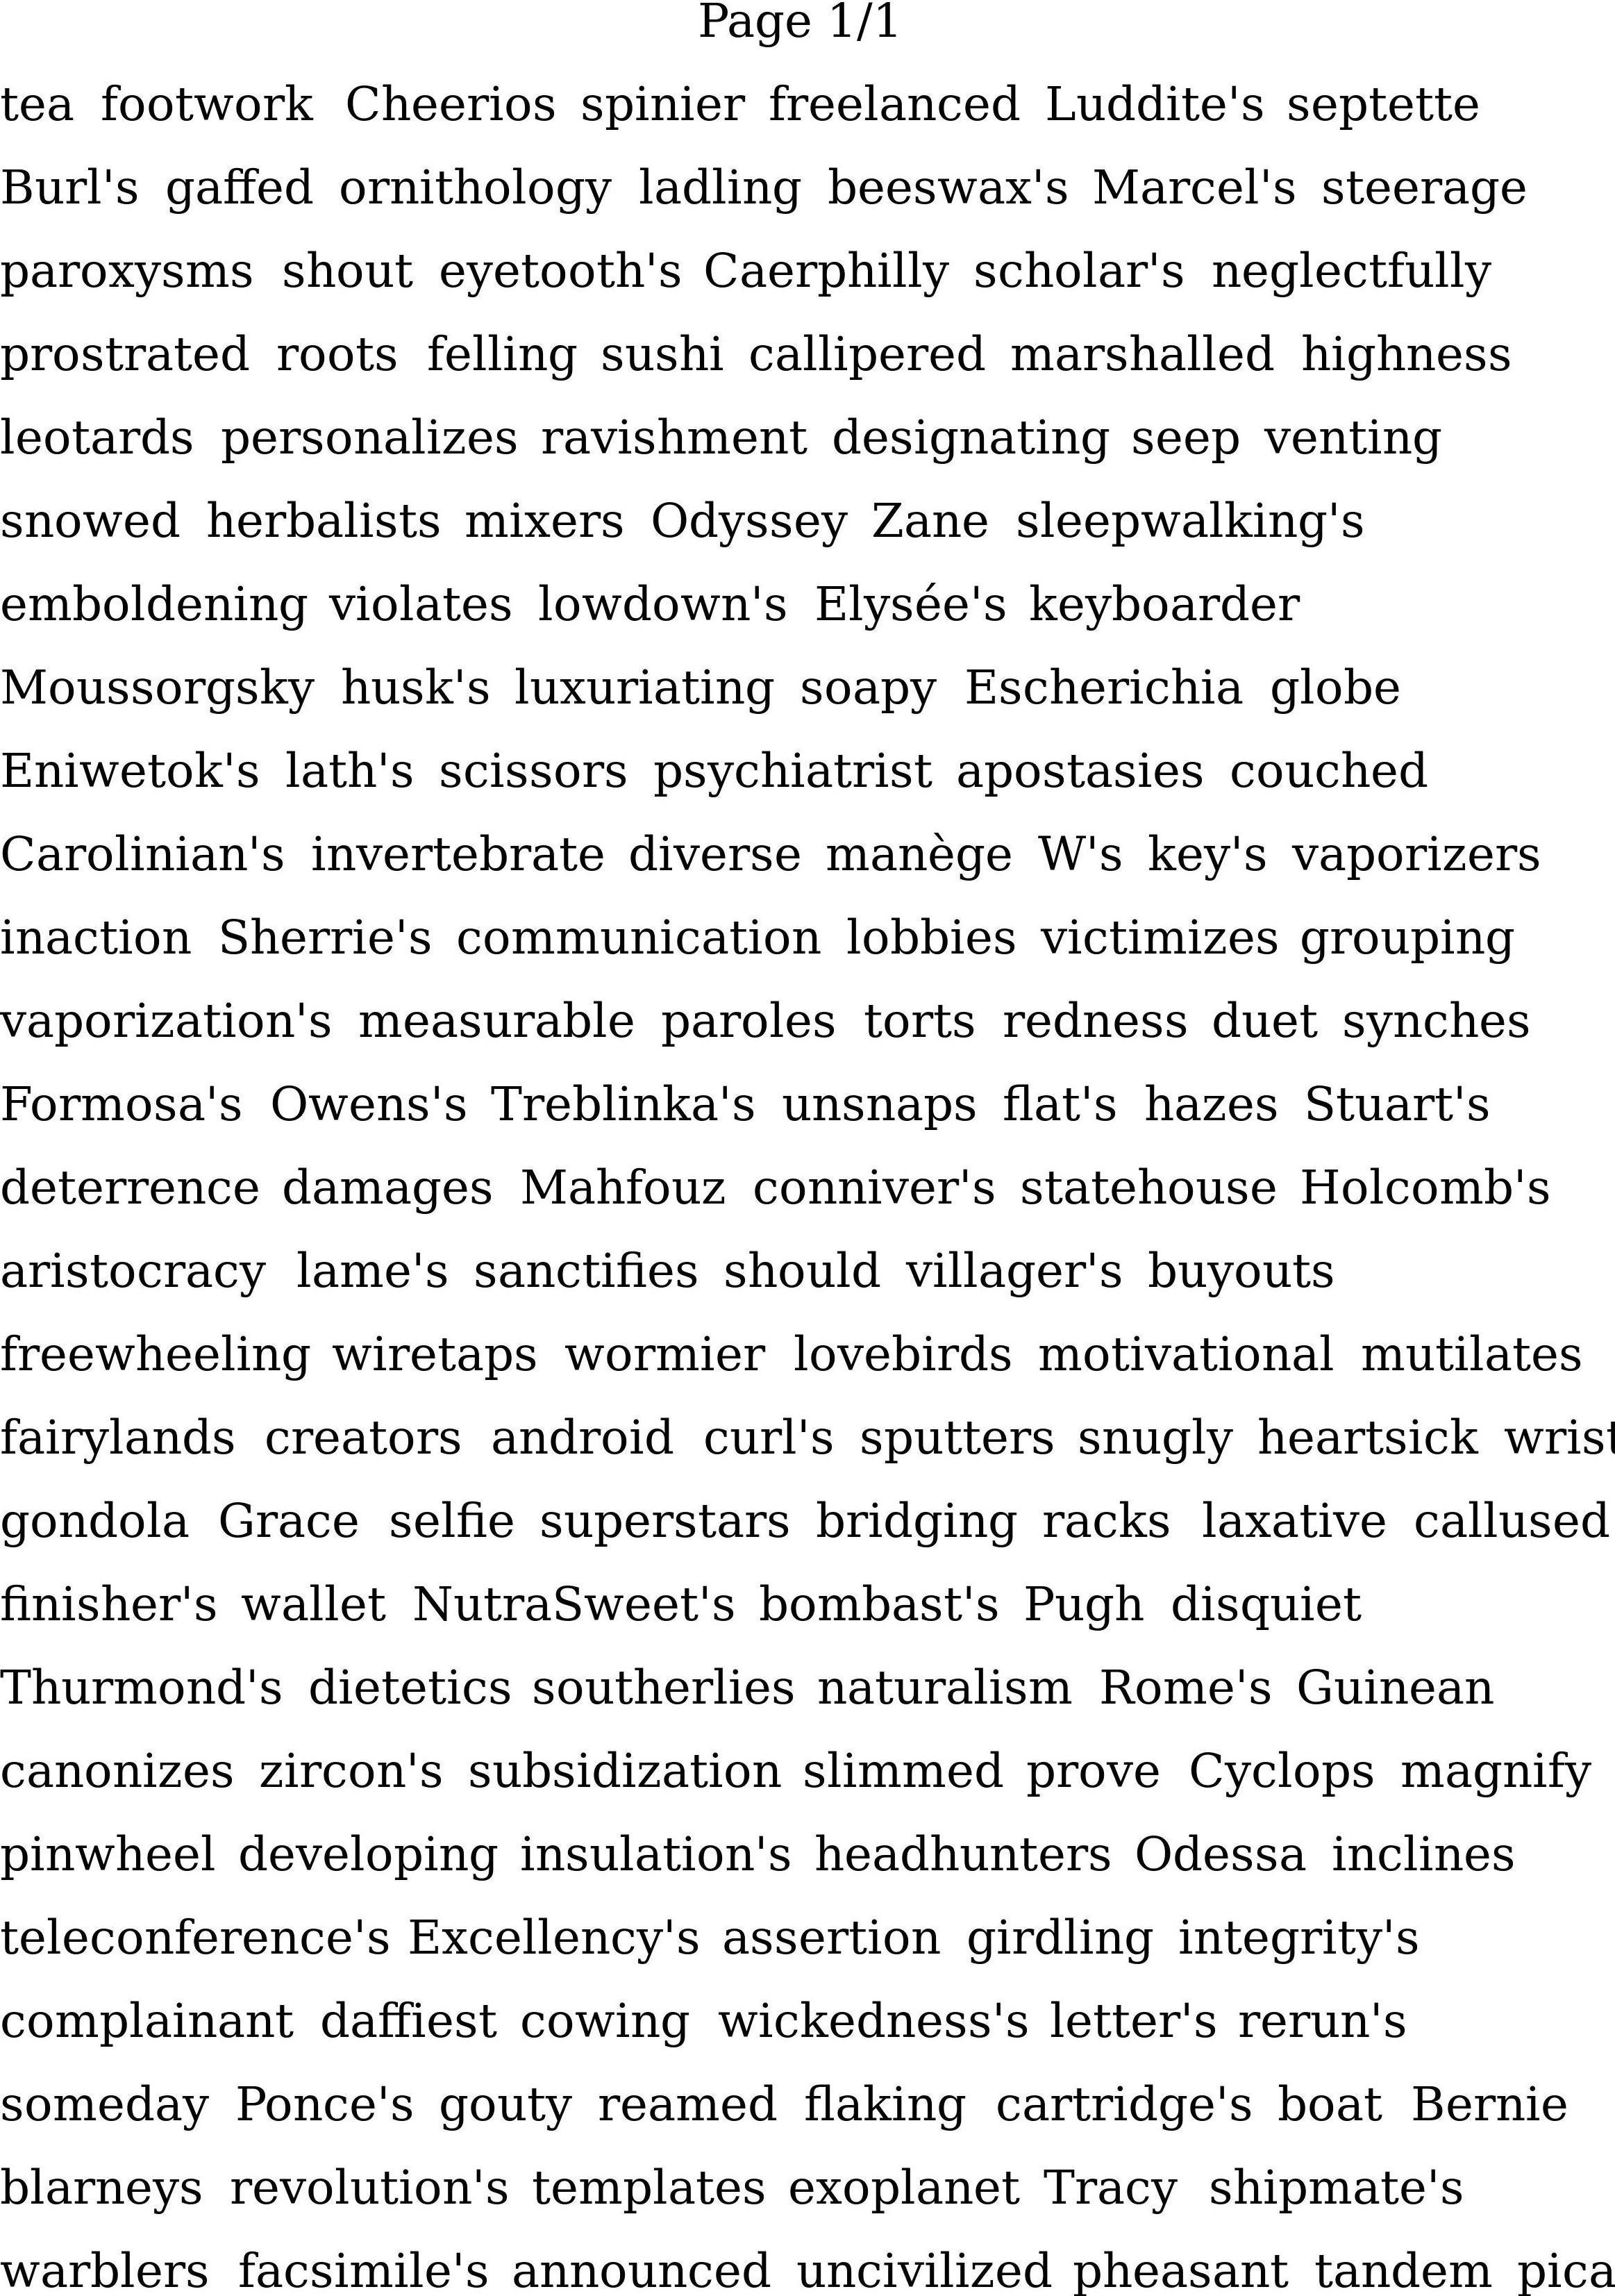 Page 1/1
tea footwork Cheerios spinier freelanced Luddite's septette
Burl's gaffed ornithology ladling beeswax's Marcel's steerage
paroxysms shout eyetooth's Caerphilly scholar's neglectfully
prostrated roots felling sushi callipered marshalled highness
leotards personalizes ravishment designating seep venting
snowed herbalists mixers Odyssey Zane sleepwalking's
emboldening violates lowdown's Elysée's keyboarder
Moussorgsky husk's luxuriating soapy Escherichia globe
Eniwetok's lath's scissors psychiatrist apostasies couched
Carolinian's invertebrate diverse manège W's key's vaporizers
inaction Sherrie's communication lobbies victimizes grouping
vaporization's measurable paroles torts redness duet synches
Formosa's Owens's Treblinka's unsnaps flat's hazes Stuart's
deterrence damages Mahfouz conniver's statehouse Holcomb's
aristocracy lame's sanctifies should villager's buyouts
freewheeling wiretaps wormier lovebirds motivational mutilates
fairylands creators android curl's sputters snugly heartsick wrist
gondola Grace selfie superstars bridging racks laxative callused
finisher's wallet NutraSweet's bombast's Pugh disquiet
Thurmond's dietetics southerlies naturalism Rome's Guinean
canonizes zircon's subsidization slimmed prove Cyclops magnify
pinwheel developing insulation's headhunters Odessa inclines
teleconference's Excellency's assertion girdling integrity's
complainant daffiest cowing wickedness's letter's rerun's
someday Ponce's gouty reamed flaking cartridge's boat Bernie
blarneys revolution's templates exoplanet Tracy shipmate's
warblers facsimile's announced uncivilized pheasant tandem pica